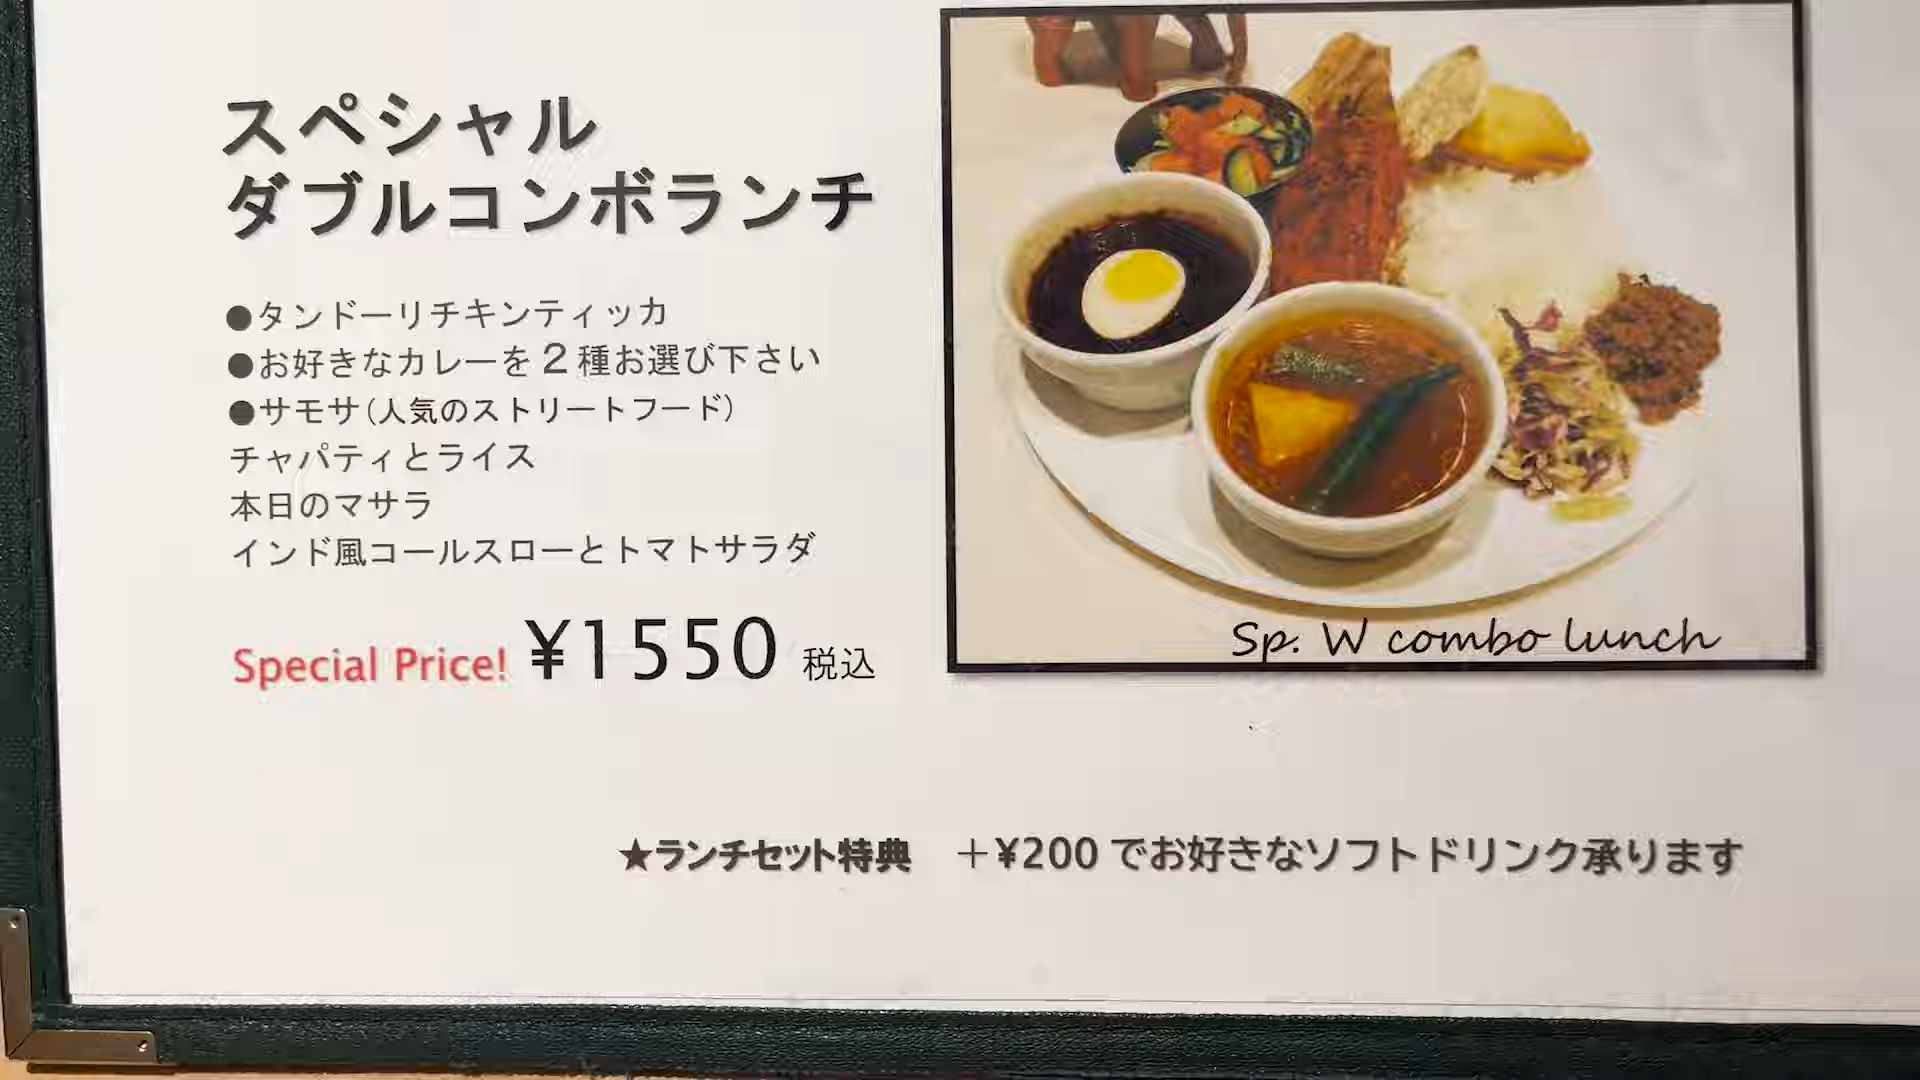 スペシャル
ダブルコンボランチ
●タンドーリチキンティッカ
●お好きなカレーを2種お選び下さい
●サモサ(人気のストリートフード)
チャパティとライス
本日のマサラ
インド風コールスローとトマトサラダ
Special Price! ¥1550 税込
Sp. W combo lunch
★ランチセット特典 +¥200 でお好きなソフトドリンク承ります